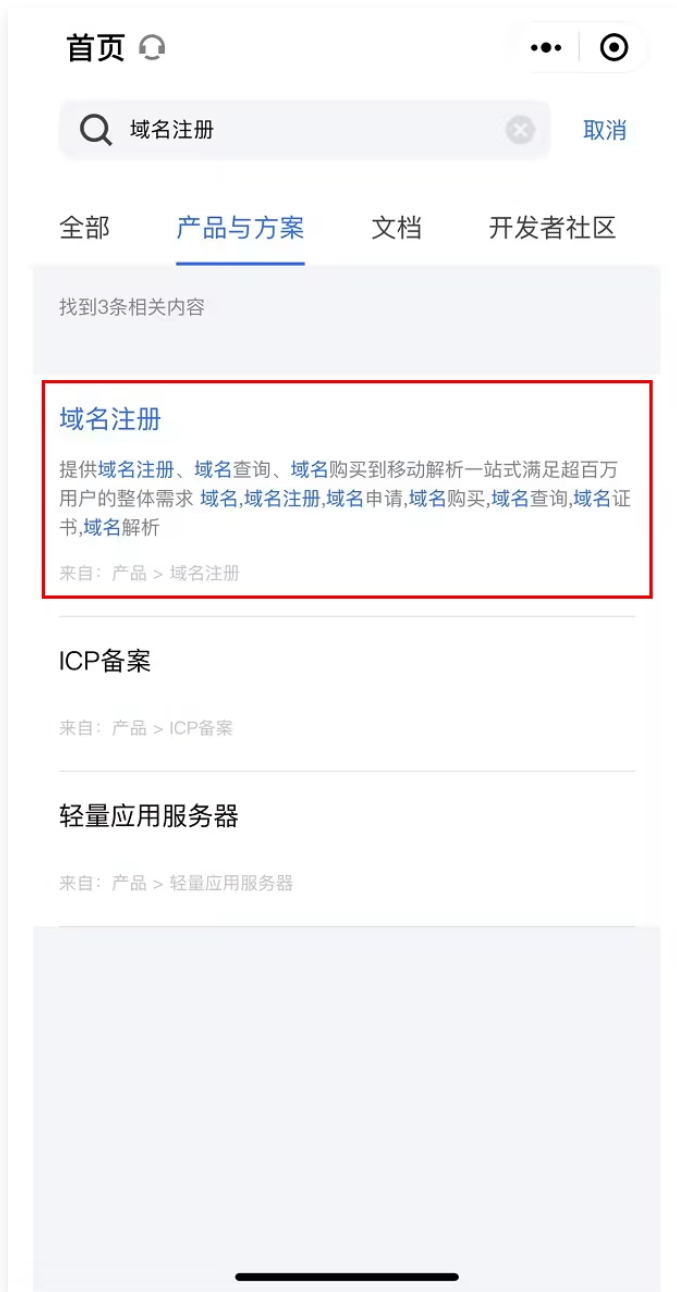 首页
域名注册
取消
全部
产品与方案
文档
开发者社区
找到3条相关内容
域名注册
提供域名注册、域名查询、域名购买到移动解析一站式满足超百万
用户的整体需求 域名,域名注册,域名申请,域名购买,域名查询,域名证
书,域名解析
来自：产品 > 域名注册
ICP备案
来自：产品 > ICP备案
轻量应用服务器
来自：产品 > 轻量应用服务器